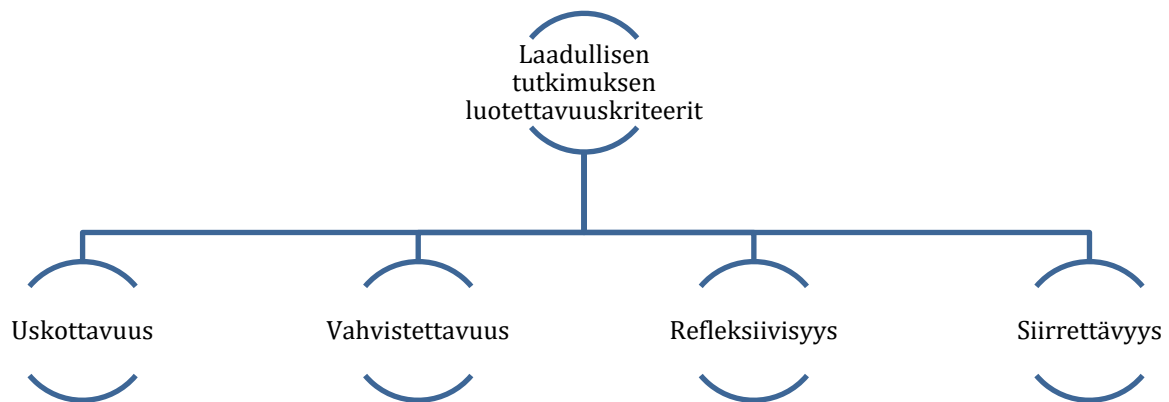 Laadullisen
tutkimuksen
luotettavuuskriteerit
Uskottavuus
Vahvistettavuus
Refleksiivisyys
Siirrettävyys